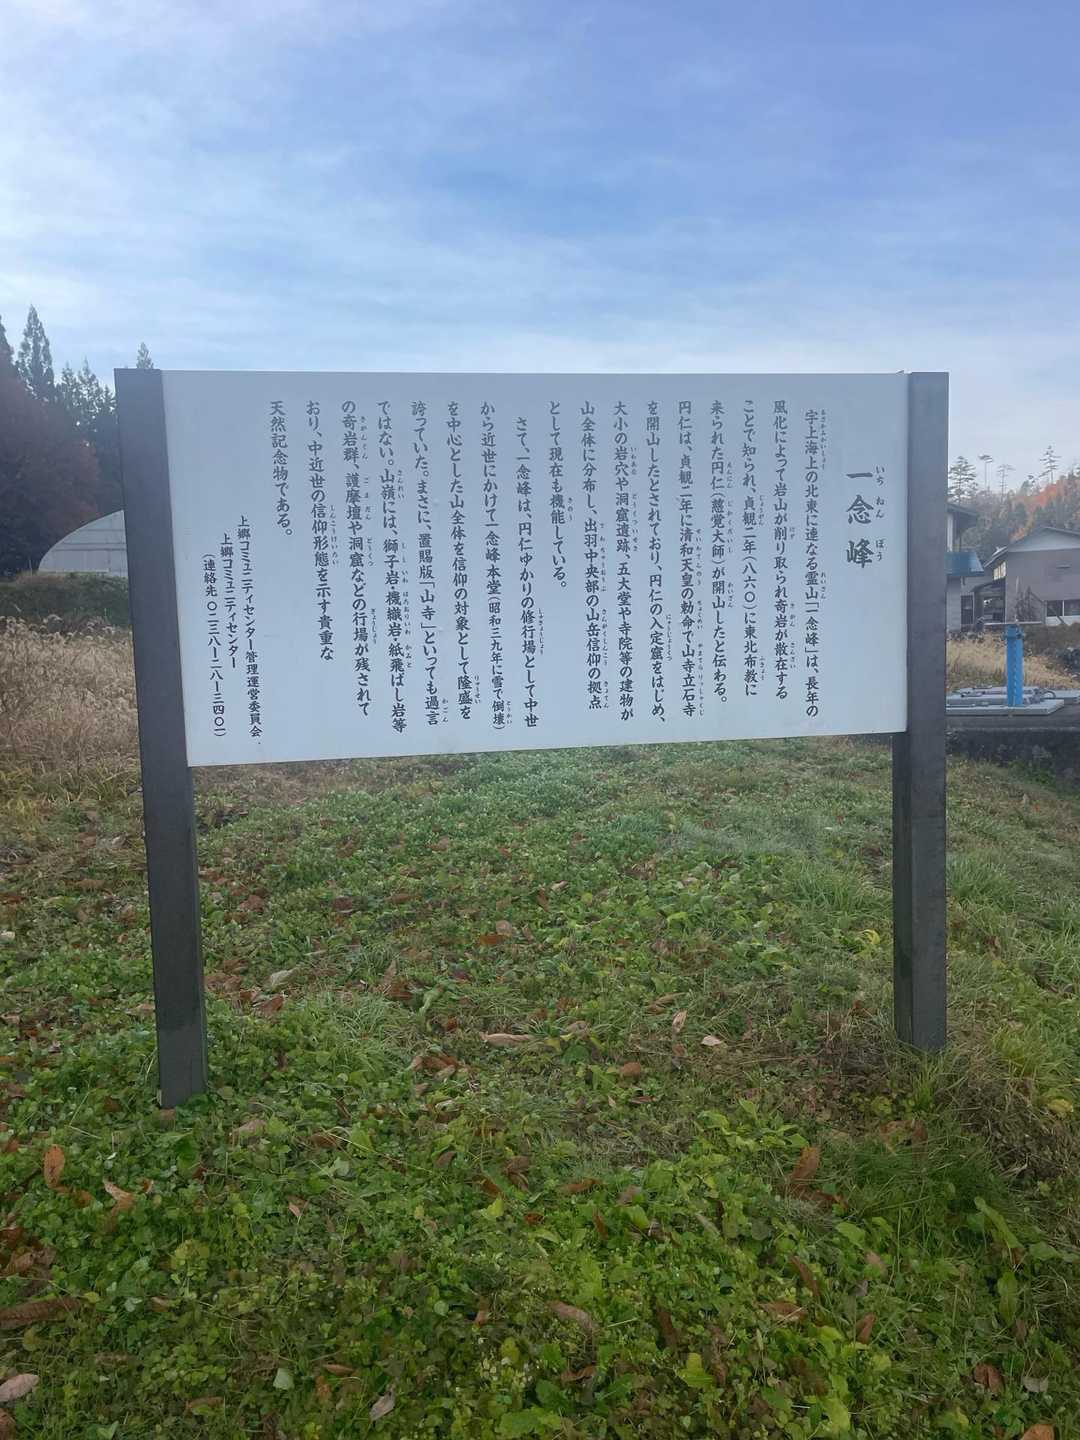 一念峰
いちねんぽう
字上海上の北東に連なる霊山「一念峰」は、長年の
風化によって岩山が削り取られ奇岩が散在する
ことで知られ、貞観二年(八六〇)に東北布教に
来られた円仁(慈覚大師)が開山したと伝わる。
円仁は、貞観二年に清和天皇の勅命で山寺立石寺
を開山したとされており、円仁の入定窟をはじめ、
大小の岩穴や洞窟遺跡、五大堂や寺院等の建物が
山全体に分布し、出羽中央部の山岳信仰の拠点
として現在も機能している。
さて、一念峰は、円仁ゆかりの修行場として中世
から近世にかけて一念峰本堂(昭和三九年に雪で倒壊)
を中心とした山全体を信仰の対象として隆盛を
誇っていた。まさに、置賜版「山寺」といっても過言
ではない。山嶺には、獅子岩・機織岩・紙飛ばし岩等
の奇岩群、護摩壇や洞窟などの行場が残されて
おり、中近世の信仰形態を示す貴重な
天然記念物である。
上郷コミュニティセンター管理運営委員会
上郷コミュニティセンター
(連絡先 〇二三八ー二八ー三四〇一)